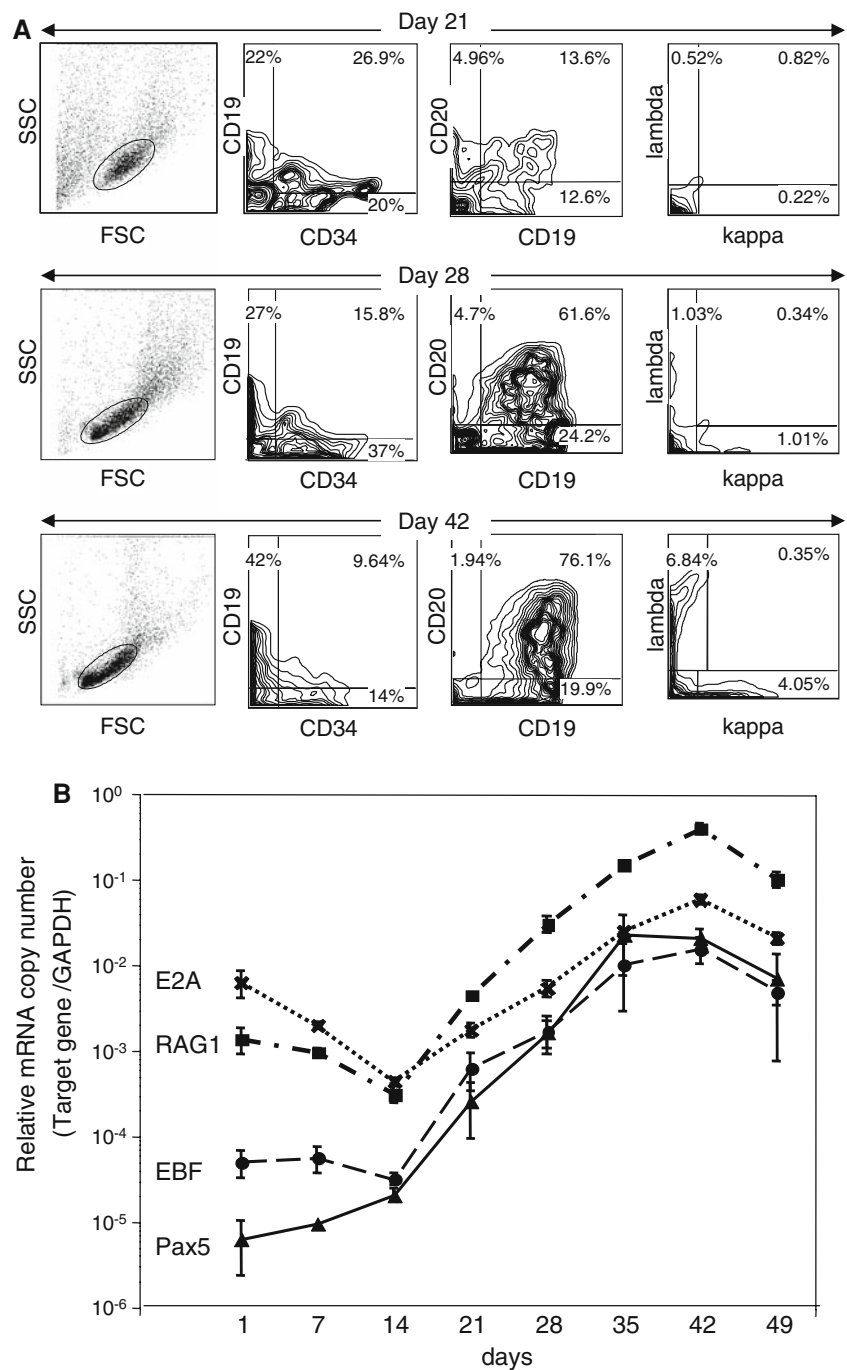 A
Day 21
SSC
FSC
22% 26.9%
CD19
20%
CD34
4.96% 13.6%
CD20
12.6%
CD19
0.52% 0.82%
lambda
0.22%
kappa
Day 28
SSC
FSC
27% 15.8%
CD19
37%
CD34
4.7% 61.6%
CD20
24.2%
CD19
1.03% 0.34%
lambda
1.01%
kappa
Day 42
SSC
FSC
42% 9.64%
CD19
14%
CD34
1.94% 76.1%
CD20
19.9%
CD19
6.84% 0.35%
lambda
4.05%
kappa
B
Relative mRNA copy number
(Target gene /GAPDH)
10⁰
10⁻¹
10⁻²
10⁻³
10⁻⁴
10⁻⁵
10⁻⁶
E2A
RAG1
EBF
Pax5
1 7 14 21 28 35 42 49
days